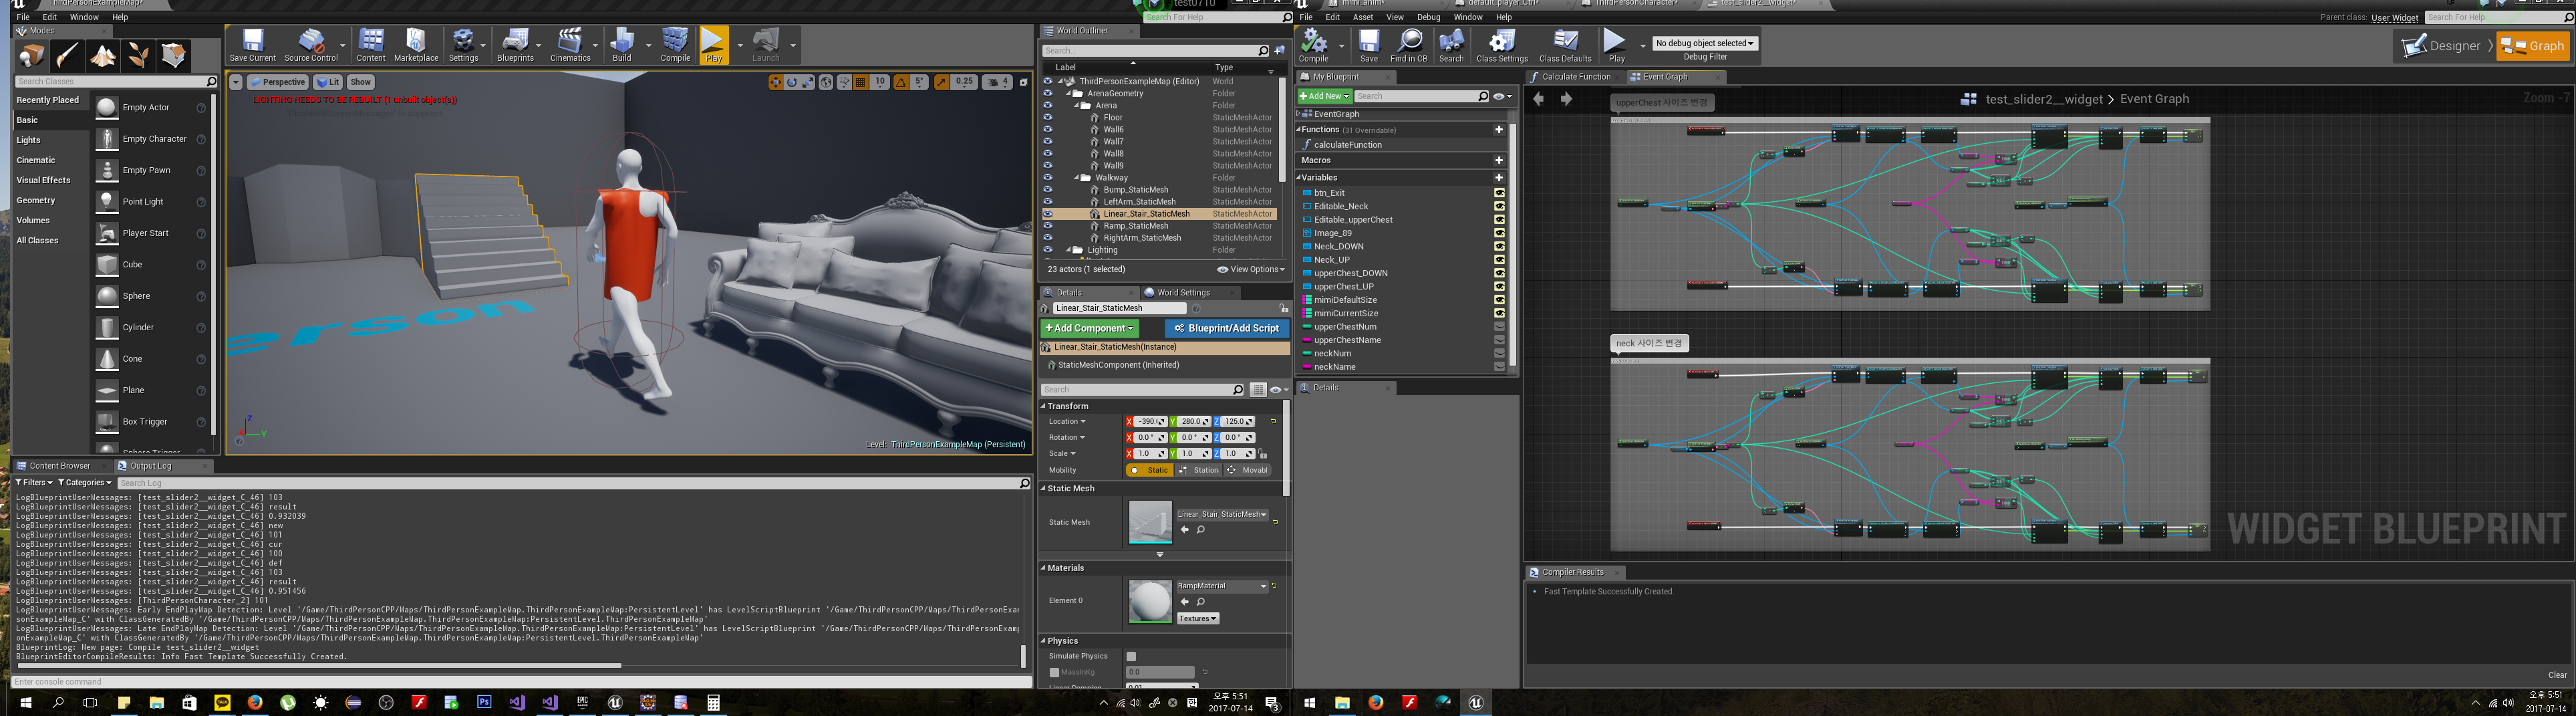 ThirdPersonExampleMap*
test0710
File Edit Window Help
Search For Help
Modes
Search Classes
Recently Placed
Basic
Lights
Cinematic
Visual Effects
Geometry
Volumes
All Classes
Empty Actor
Empty Character
Empty Pawn
Point Light
Player Start
Cube
Sphere
Cylinder
Cone
Plane
Box Trigger
Sphere Trigger
Save Current
Source Control
Content
Marketplace
Settings
Blueprints
Cinematics
Build
Compile
Play
Launch
Perspective
Lit
Show
10
5°
0.25
4
LIGHTING NEEDS TO BE REBUILT (1 unbuilt object(s))
Level: ThirdPersonExampleMap (Persistent)
Content Browser
Output Log
Filters
Categories
Search Log
LogBlueprintUserMessages: [test_slider2__widget_C_46] 103
LogBlueprintUserMessages: [test_slider2__widget_C_46] result
LogBlueprintUserMessages: [test_slider2__widget_C_46] 0.932039
LogBlueprintUserMessages: [test_slider2__widget_C_46] new
LogBlueprintUserMessages: [test_slider2__widget_C_46] 101
LogBlueprintUserMessages: [test_slider2__widget_C_46] cur
LogBlueprintUserMessages: [test_slider2__widget_C_46] 100
LogBlueprintUserMessages: [test_slider2__widget_C_46] def
LogBlueprintUserMessages: [test_slider2__widget_C_46] 103
LogBlueprintUserMessages: [test_slider2__widget_C_46] result
LogBlueprintUserMessages: [test_slider2__widget_C_46] 0.951456
LogBlueprintUserMessages: [ThirdPersonCharacter_2] 101
LogBlueprintUserMessages: Early EndPlayMap Detection: Level '/Game/ThirdPersonCPP/Maps/ThirdPersonExampleMap.ThirdPersonExampleMap:PersistentLevel' has LevelScriptBlueprint '/Game/ThirdPersonCPP/Maps/ThirdPersonExam
sonExampleMap_C' with ClassGeneratedBy '/Game/ThirdPersonCPP/Maps/ThirdPersonExampleMap.ThirdPersonExampleMap:PersistentLevel.ThirdPersonExampleMap'
LogBlueprintUserMessages: Late EndPlayMap Detection: Level '/Game/ThirdPersonCPP/Maps/ThirdPersonExampleMap.ThirdPersonExampleMap:PersistentLevel' has LevelScriptBlueprint '/Game/ThirdPersonCPP/Maps/ThirdPersonExamp
onExampleMap_C' with ClassGeneratedBy '/Game/ThirdPersonCPP/Maps/ThirdPersonExampleMap.ThirdPersonExampleMap:PersistentLevel.ThirdPersonExampleMap'
BlueprintLog: New page: Compile test_slider2__widget
BlueprintEditorCompileResults: Info Fast Template Successfully Created.
Enter console command
World Outliner
Search...
Label Type
ThirdPersonExampleMap (Editor) World
ArenaGeometry Folder
Arena Folder
Floor StaticMeshActor
Wall6 StaticMeshActor
Wall7 StaticMeshActor
Wall8 StaticMeshActor
Wall9 StaticMeshActor
Walkway Folder
Bump_StaticMesh StaticMeshActor
LeftArm_StaticMesh StaticMeshActor
Linear_Stair_StaticMesh StaticMeshActor
Ramp_StaticMesh StaticMeshActor
RightArm_StaticMesh StaticMeshActor
Lighting Folder
23 actors (1 selected)
View Options
Details
World Settings
Linear_Stair_StaticMesh
Add Component
Blueprint/Add Script
Linear_Stair_StaticMesh(Instance)
StaticMeshComponent (Inherited)
Search
Transform
Location X -390.0 Y 280.0 Z 125.0
Rotation X 0.0 ° Y 0.0 ° Z 0.0 °
Scale X 1.0 Y 1.0 Z 1.0
Mobility Static Station Movabl
Static Mesh
Static Mesh
Linear_Stair_StaticMesh
Materials
Element 0
RampMaterial
Textures
Physics
Simulate Physics
MassInKg 0.0
Linear Damping 0.01
mimi_anim*
default_player_Ctrl*
ThirdPersonCharacter*
test_slider2__widget*
File Edit Asset View Debug Window Help
Parent class: User Widget
Search For Help
Compile
Save
Find in CB
Search
Class Settings
Class Defaults
Play
No debug object selected
Debug Filter
Designer
Graph
My Blueprint
Add New
Search
EventGraph
Functions (31 Overridable)
calculateFunction
Macros
Variables
btn_Exit
Editable_Neck
Editable_upperChest
Image_89
Neck_DOWN
Neck_UP
upperChest_DOWN
upperChest_UP
mimiDefaultSize
mimiCurrentSize
upperChestNum
upperChestName
neckNum
neckName
Details
Calculate Function
Event Graph
test_slider2__widget > Event Graph
Zoom -7
upperChest 사이즈 변경
neck 사이즈 변경
WIDGET BLUEPRINT
Compiler Results
Fast Template Successfully Created.
Clear
오후 5:51
2017-07-14
오후 5:51
2017-07-14